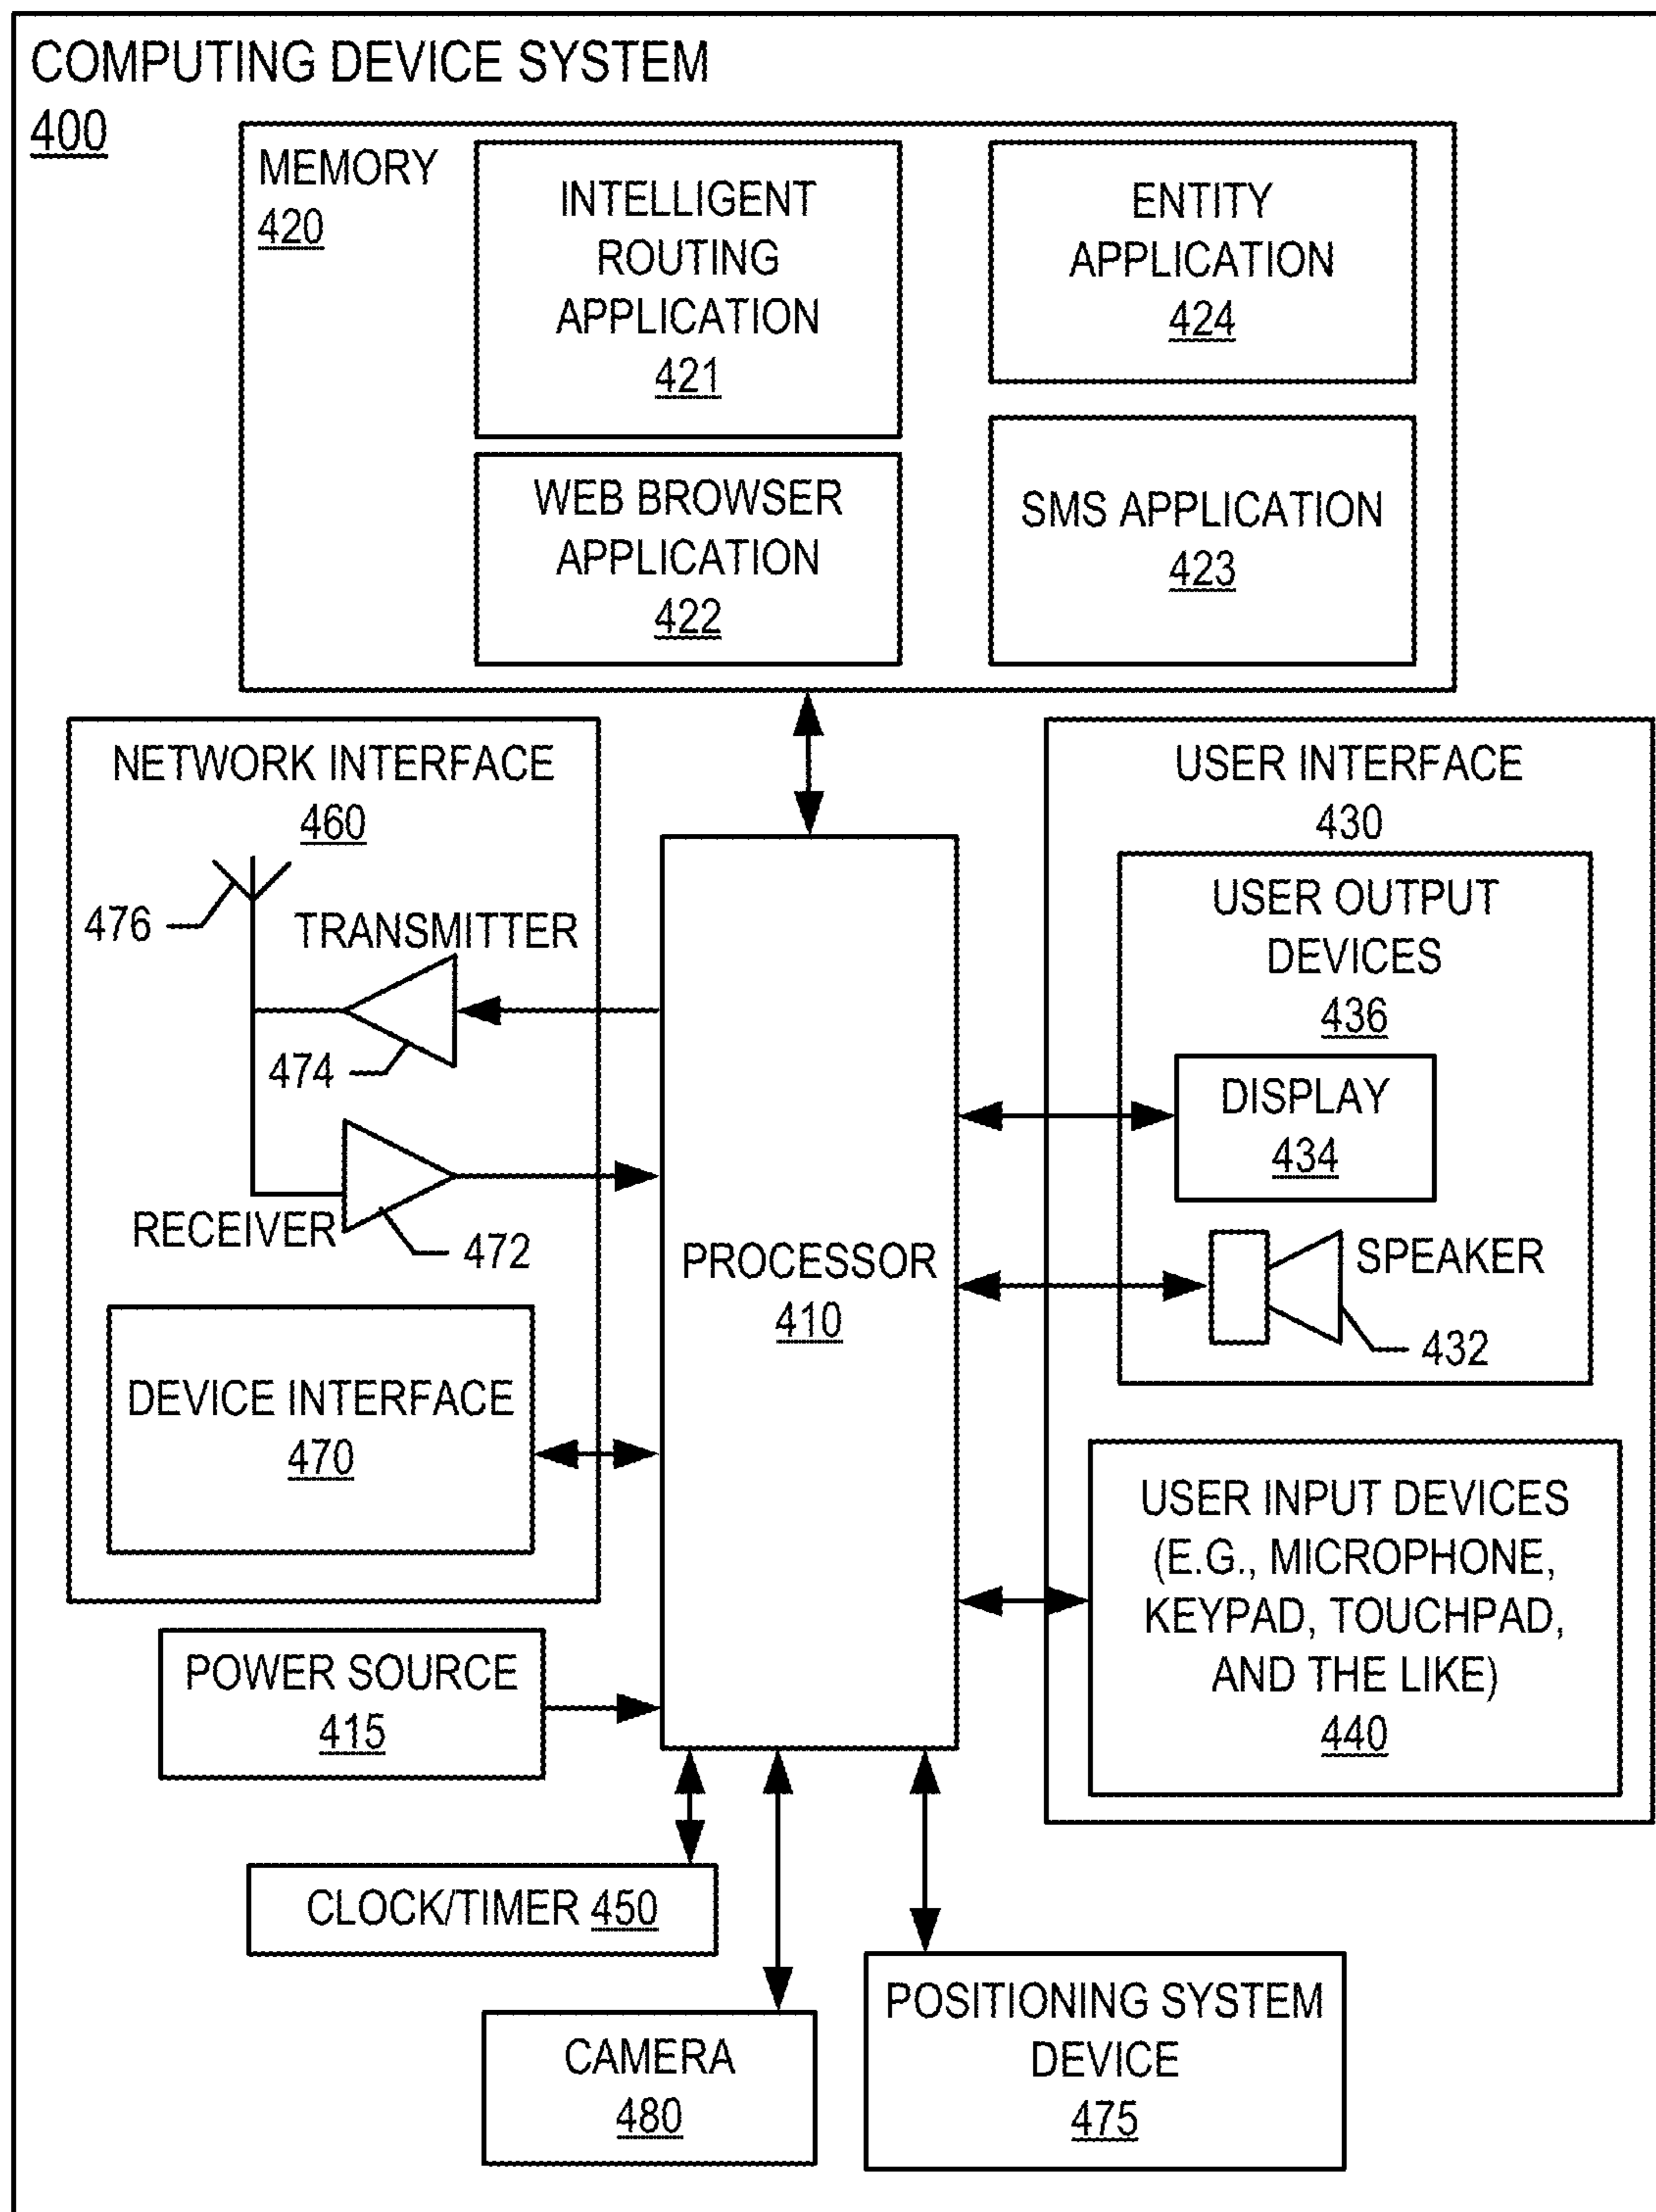 COMPUTING DEVICE SYSTEM
400
MEMORY
420
INTELLIGENT
ROUTING
APPLICATION
421
ENTITY
APPLICATION
424
WEB BROWSER
APPLICATION
422
SMS APPLICATION
423
NETWORK INTERFACE
460
476
TRANSMITTER
474
RECEIVER
472
DEVICE INTERFACE
470
PROCESSOR
410
USER INTERFACE
430
USER OUTPUT
DEVICES
436
DISPLAY
434
SPEAKER
432
USER INPUT DEVICES
(E.G., MICROPHONE,
KEYPAD, TOUCHPAD,
AND THE LIKE)
440
POWER SOURCE
415
CLOCK/TIMER 450
CAMERA
480
POSITIONING SYSTEM
DEVICE
475